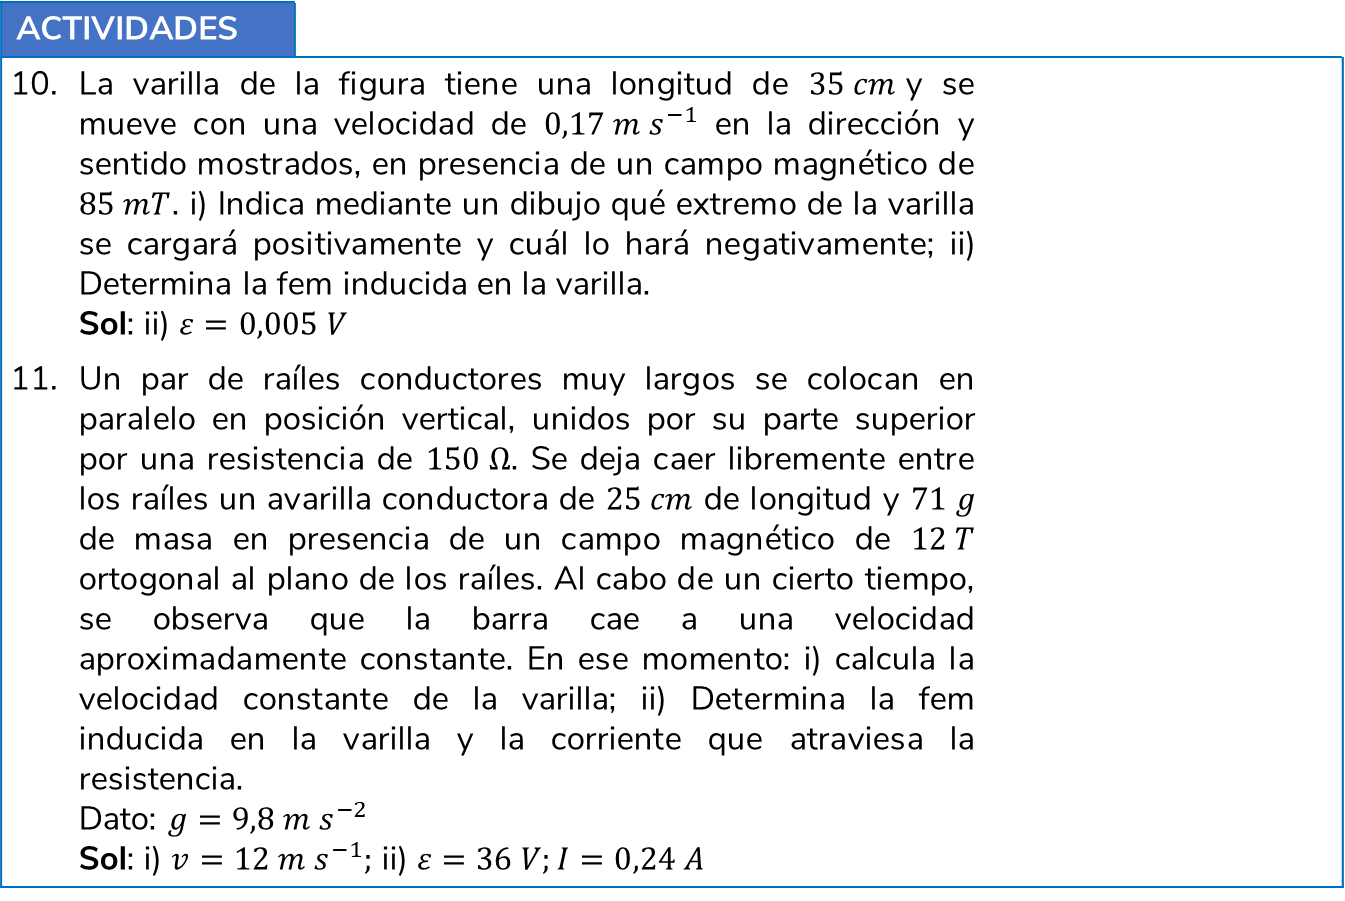 ACTIVIDADES
10. La varilla de la figura tiene una longitud de 35 cm y se
mueve con una velocidad de 0,17 m s⁻¹ en la dirección y
sentido mostrados, en presencia de un campo magnético de
85 mT. i) Indica mediante un dibujo qué extremo de la varilla
se cargará positivamente y cuál lo hará negativamente; ii)
Determina la fem inducida en la varilla.
Sol: ii) ε = 0,005 V
11. Un par de raíles conductores muy largos se colocan en
paralelo en posición vertical, unidos por su parte superior
por una resistencia de 150 Ω. Se deja caer libremente entre
los raíles un avarilla conductora de 25 cm de longitud y 71 g
de masa en presencia de un campo magnético de 12 T
ortogonal al plano de los raíles. Al cabo de un cierto tiempo,
se observa que la barra cae a una velocidad
aproximadamente constante. En ese momento: i) calcula la
velocidad constante de la varilla; ii) Determina la fem
inducida en la varilla y la corriente que atraviesa la
resistencia.
Dato: g = 9,8 m s⁻²
Sol: i) v = 12 m s⁻¹; ii) ε = 36 V; I = 0,24 A